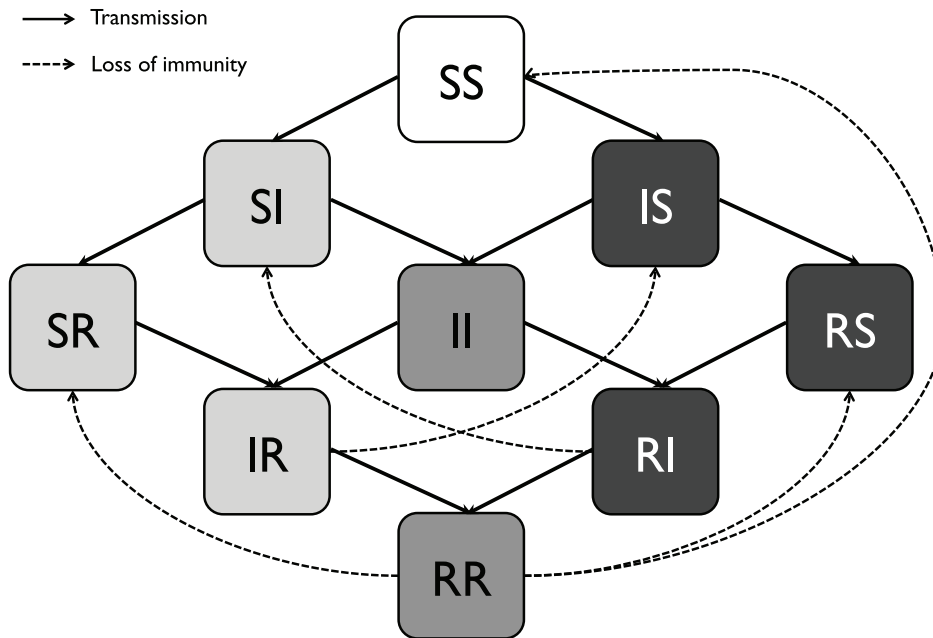 Transmission
Loss of immunity
SS
SI
IS
SR
II
RS
IR
RI
RR